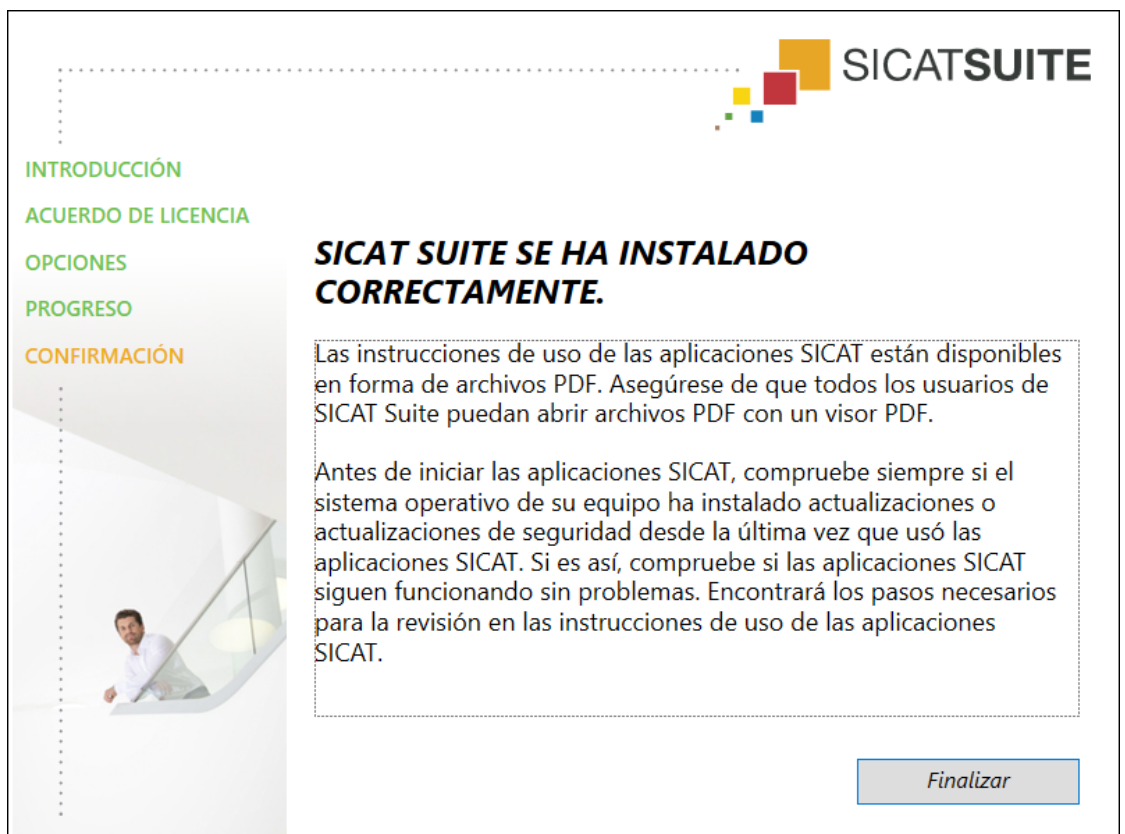 SICATSUITE
INTRODUCCIÓN
ACUERDO DE LICENCIA
OPCIONES
PROGRESO
CONFIRMACIÓN
SICAT SUITE SE HA INSTALADO
CORRECTAMENTE.
Las instrucciones de uso de las aplicaciones SICAT están disponibles
en forma de archivos PDF. Asegúrese de que todos los usuarios de
SICAT Suite puedan abrir archivos PDF con un visor PDF.
Antes de iniciar las aplicaciones SICAT, compruebe siempre si el
sistema operativo de su equipo ha instalado actualizaciones o
actualizaciones de seguridad desde la última vez que usó las
aplicaciones SICAT. Si es así, compruebe si las aplicaciones SICAT
siguen funcionando sin problemas. Encontrará los pasos necesarios
para la revisión en las instrucciones de uso de las aplicaciones
SICAT.
Finalizar